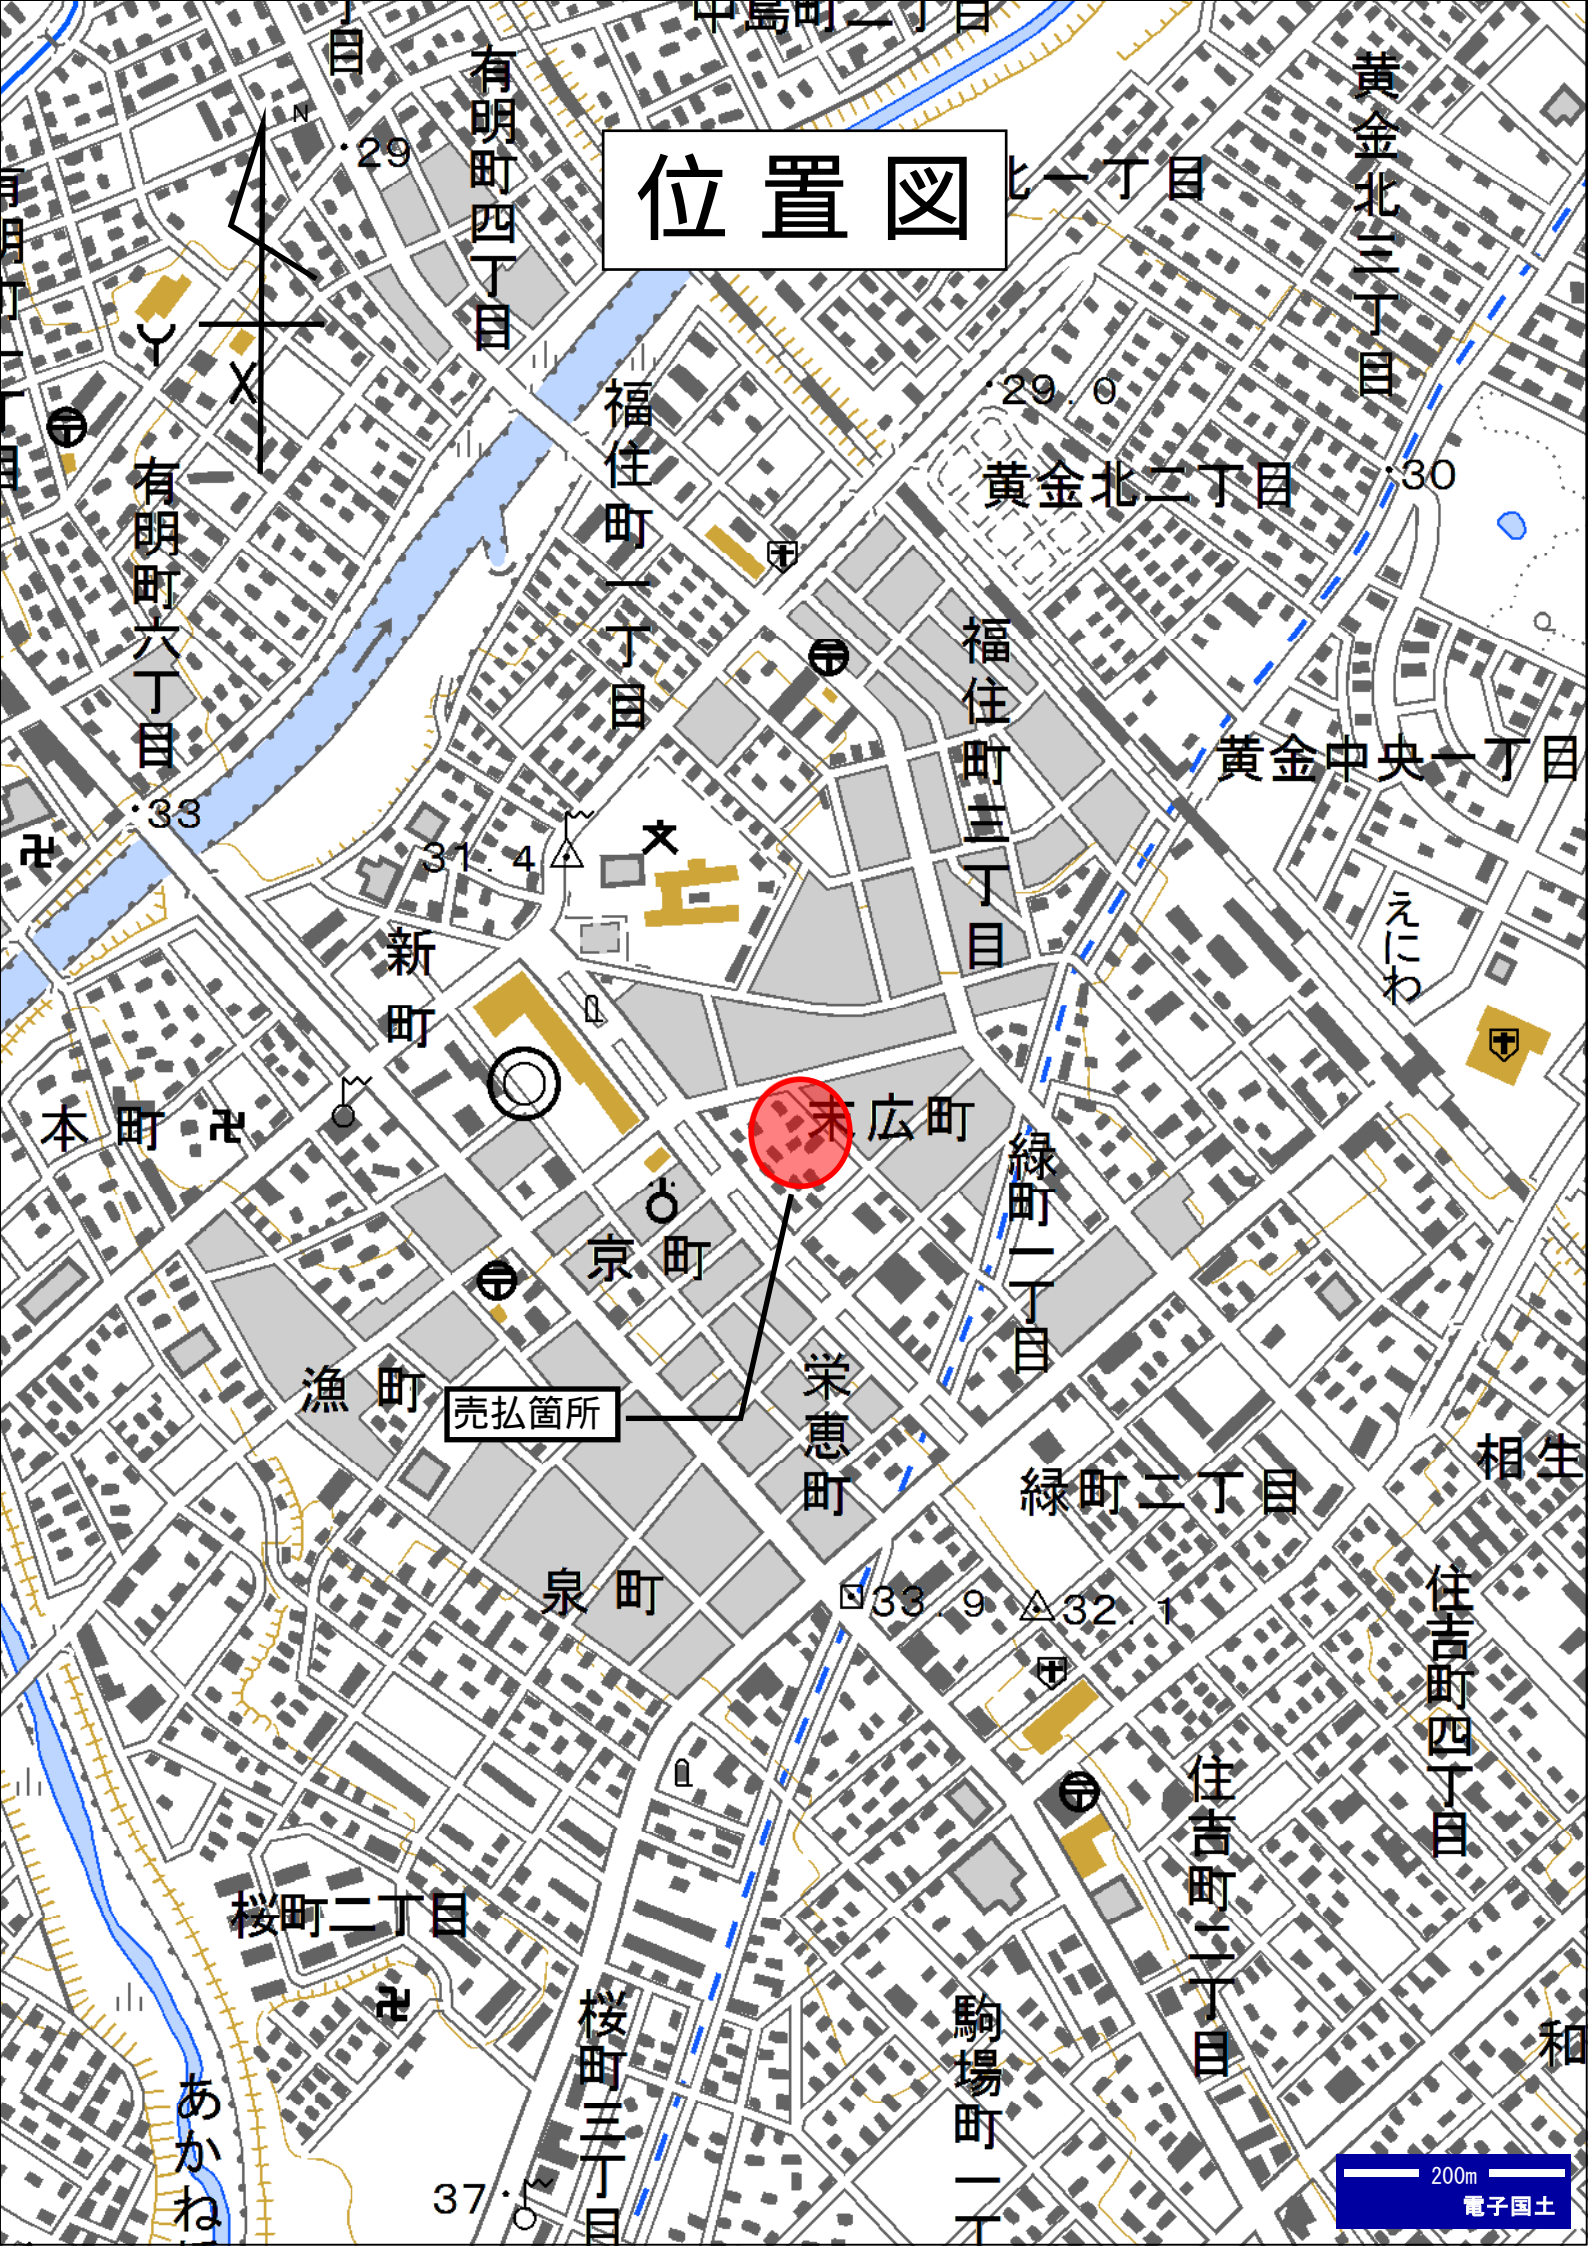 中島町一丁目
目
有明町四丁目
黄金北三丁目
N
29
位置図
北一丁目
福住町一丁目
29.0
黄金北二丁目
30
有明町六丁目
福住町三丁目
黄金中央一丁目
33
31.4
えにわ
新町
本町
末広町
緑町一丁目
京町
漁町
売払箇所
栄恵町
相生
緑町二丁目
泉町
33.9
32.1
住吉町四丁目
住吉町二丁目
桜町二丁目
桜町三丁目
駒場町一丁
和
あかね
37
200m
電子国土